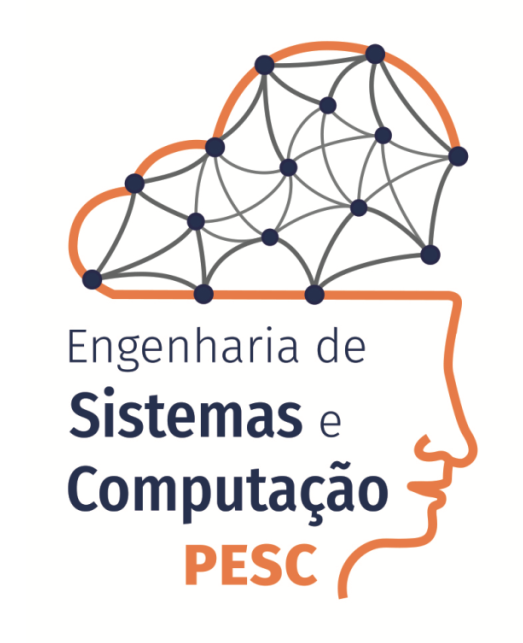 Engenharia de
Sistemas e
Computação
PESC